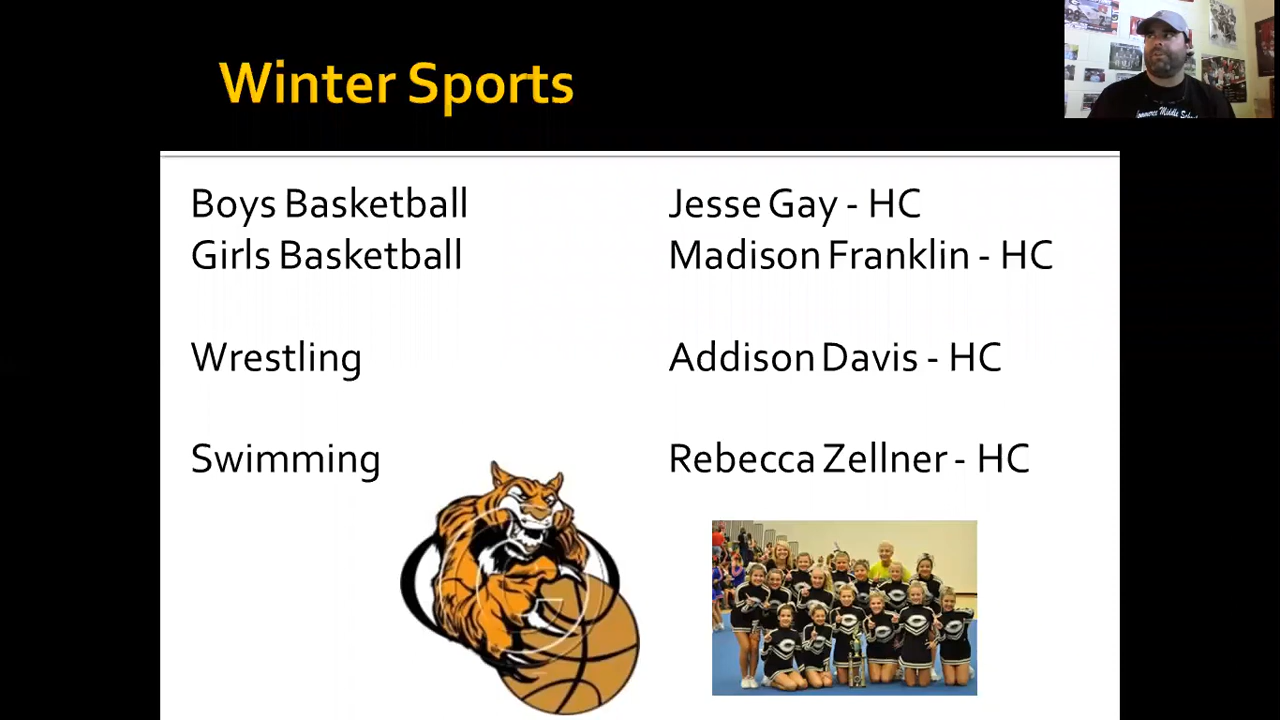 Winter Sports
Boys Basketball Jesse Gay - HC
Girls Basketball Madison Franklin - HC
Wrestling Addison Davis - HC
Swimming Rebecca Zellner - HC
Middle